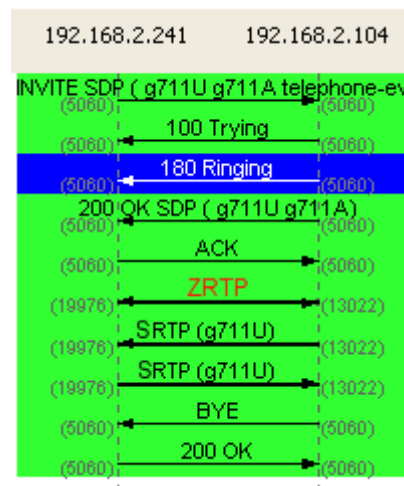 192.168.2.241 192.168.2.104
INVITE SDP ( g711U g711A telephone-ev
(5060) (5060)
100 Trying
(5060) (5060)
180 Ringing
(5060) (5060)
200 OK SDP ( g711U g711A)
(5060) (5060)
ACK
(5060) (5060)
ZRTP
(19976) (13022)
SRTP (g711U)
(19976) (13022)
SRTP (g711U)
(19976) (13022)
BYE
(5060) (5060)
200 OK
(5060) (5060)